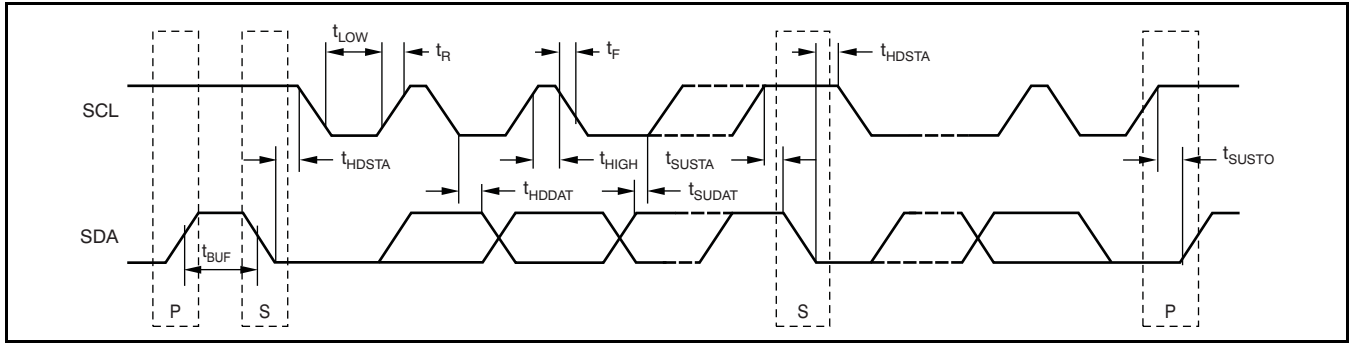 tLOW
tR
tF
tHDSTA
SCL
tHDSTA
tHIGH
tSUSTA
tSUSTO
tHDDAT
tSUDAT
SDA
tBUF
P
S
S
P